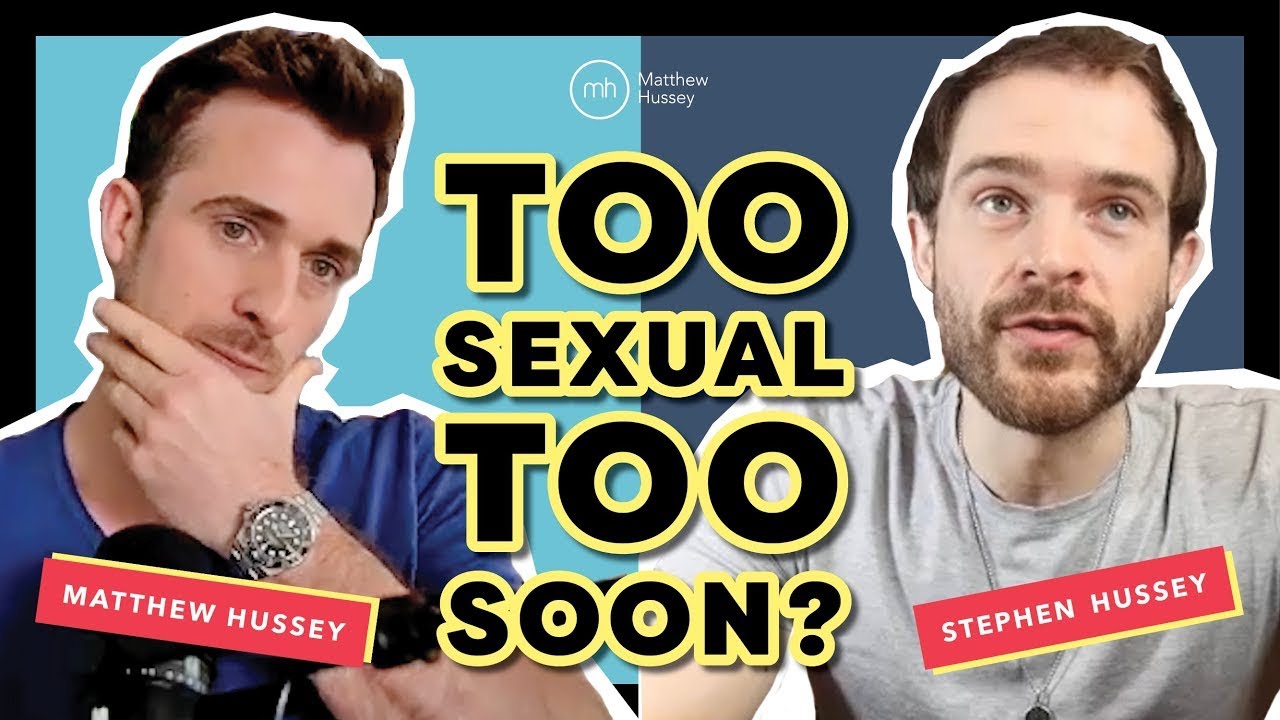 mh
Matthew
Hussey
TOO
SEXUAL
TOO
SOON?
MATTHEW HUSSEY
STEPHEN HUSSEY